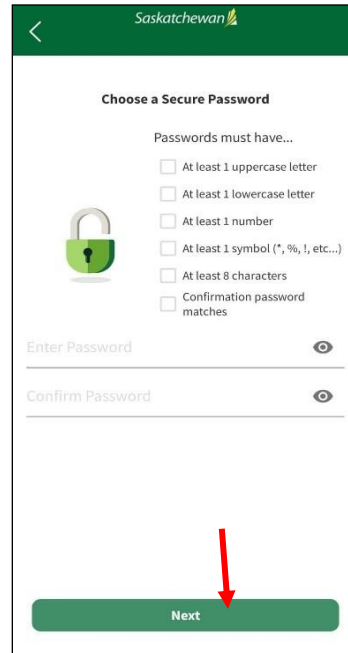 Saskatchewan
Choose a Secure Password
Passwords must have...
At least 1 uppercase letter
At least 1 lowercase letter
At least 1 number
At least 1 symbol (*, %, !, etc...)
At least 8 characters
Confirmation password
matches
Enter Password
Confirm Password
Next